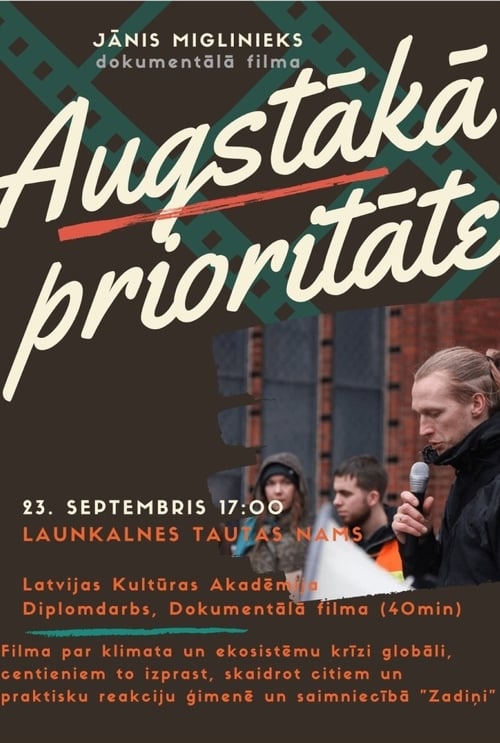 JĀNIS MIGLINIEKS
dokumentālā filma
Augstākā
prioritāte
23. SEPTEMBRIS 17:00
LAUNKALNES TAUTAS NAMS
Latvijas Kultūras Akadēmija
Diplomdarbs, Dokumentālā filma (40min)
Filma par klimata un ekosistēmu krīzi globāli,
centieniem to izprast, skaidrot citiem un
praktisku reakciju ģimenē un saimniecībā "Zadiņi"